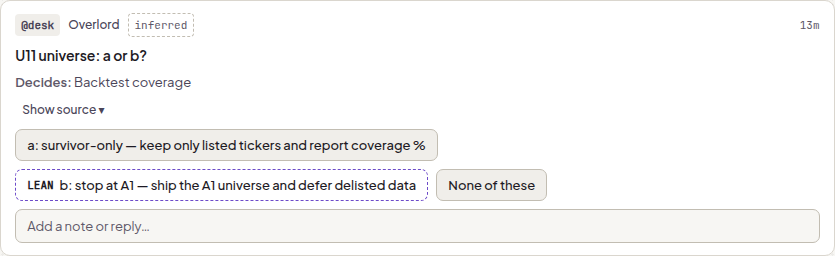 @desk Overlord inferred 13m
U11 universe: a or b?
Decides: Backtest coverage
Show source ▾
a: survivor-only — keep only listed tickers and report coverage %
LEAN b: stop at A1 — ship the A1 universe and defer delisted data None of these
Add a note or reply...